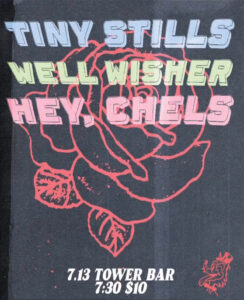 TINY STILLS
WELL WISHER
HEY, CHELS
7.13 TOWER BAR
7:30 $10